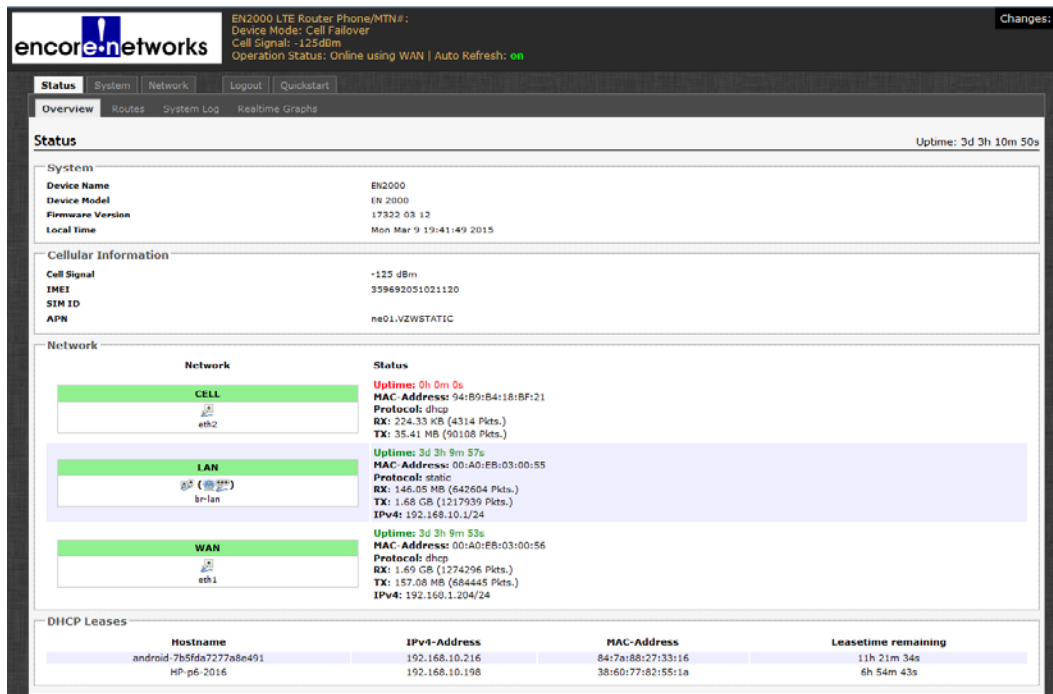 encore!networks
EN2000 LTE Router Phone/MTN#:
Device Mode: Cell Failover
Cell Signal: -125dBm
Operation Status: Online using WAN | Auto Refresh: on
Changes:
Status System Network Logout Quickstart
Overview Routes System Log Realtime Graphs
Status Uptime: 3d 3h 10m 50s
System
Device Name EN2000
Device Model EN 2000
Firmware Version 17322 03 12
Local Time Mon Mar 9 19:41:49 2015
Cellular Information
Cell Signal -125 dBm
IMEI 359692051021120
SIM ID
APN ne01.VZWSTATIC
Network
Network Status
CELL
eth2
Uptime: 0h 0m 0s
MAC-Address: 94:B9:B4:18:BF:21
Protocol: dhcp
RX: 224.33 KB (4314 Pkts.)
TX: 35.41 MB (90108 Pkts.)
LAN
( )
br-lan
Uptime: 3d 3h 9m 57s
MAC-Address: 00:A0:EB:03:00:55
Protocol: static
RX: 146.05 MB (642604 Pkts.)
TX: 1.68 GB (1217939 Pkts.)
IPv4: 192.168.10.1/24
WAN
eth1
Uptime: 3d 3h 9m 53s
MAC-Address: 00:A0:EB:03:00:56
Protocol: dhcp
RX: 1.69 GB (1274296 Pkts.)
TX: 157.08 MB (684445 Pkts.)
IPv4: 192.168.1.204/24
DHCP Leases
Hostname IPv4-Address MAC-Address Leasetime remaining
android-7b5fda7277a8e491 192.168.10.216 84:7a:88:27:33:16 11h 21m 34s
HP-p6-2016 192.168.10.198 38:60:77:82:55:1a 6h 54m 43s